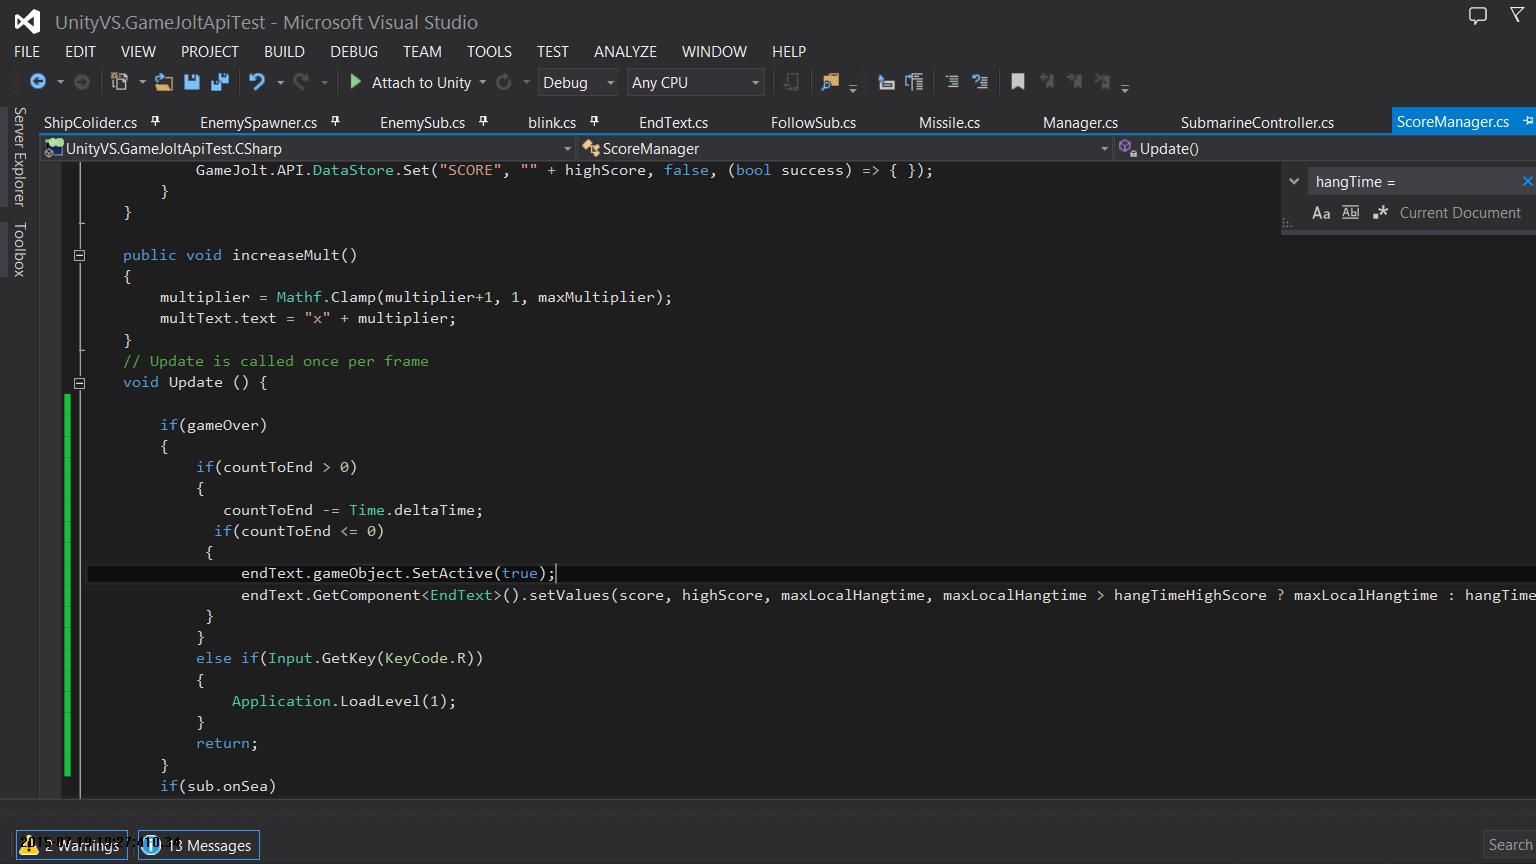 UnityVS.GameJoltApiTest - Microsoft Visual Studio
FILE EDIT VIEW PROJECT BUILD DEBUG TEAM TOOLS TEST ANALYZE WINDOW HELP
Attach to Unity Debug Any CPU
Server Explorer
Toolbox
ShipColider.cs EnemySpawner.cs EnemySub.cs blink.cs EndText.cs FollowSub.cs Missile.cs Manager.cs SubmarineController.cs ScoreManager.cs
UnityVS.GameJoltApiTest.CSharp ScoreManager Update()
hangTime =
Aa Abl .* Current Document
GameJolt.API.DataStore.Set("SCORE", "" + highScore, false, (bool success) => { });
}
}
public void increaseMult()
{
multiplier = Mathf.Clamp(multiplier+1, 1, maxMultiplier);
multText.text = "x" + multiplier;
}
// Update is called once per frame
void Update () {
if(gameOver)
{
if(countToEnd > 0)
{
countToEnd -= Time.deltaTime;
if(countToEnd <= 0)
{
endText.gameObject.SetActive(true);
endText.GetComponent<EndText>().setValues(score, highScore, maxLocalHangtime, maxLocalHangtime > hangTimeHighScore ? maxLocalHangtime : hangTime
}
}
else if(Input.GetKey(KeyCode.R))
{
Application.LoadLevel(1);
}
return;
}
if(sub.onSea)
2 Warnings 13 Messages
Search